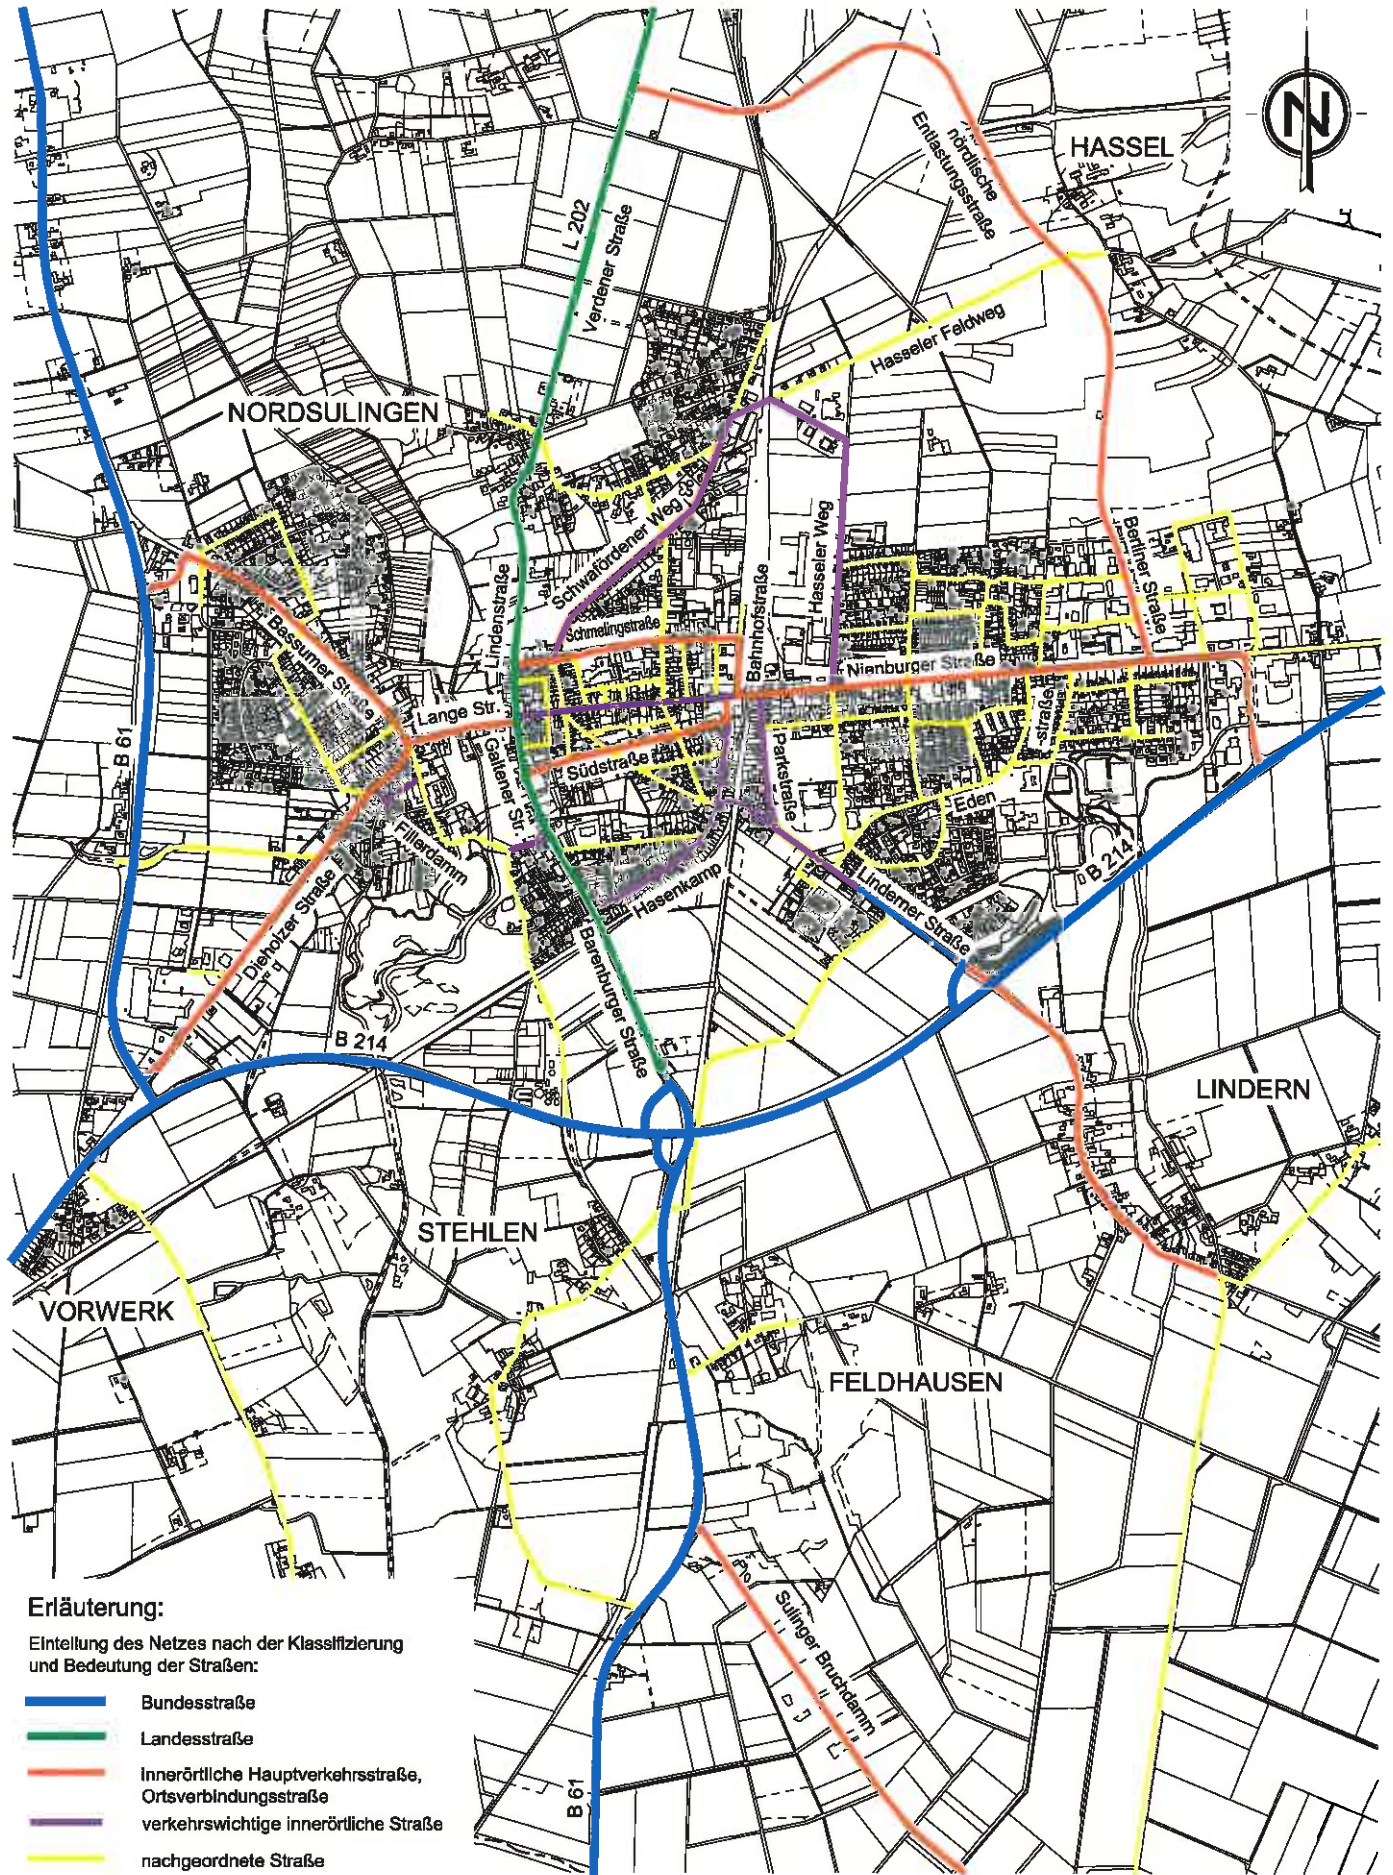 N
HASSEL
nördlische
Entlastungsstraße
L 202
Verdener Straße
Hasseler Feldweg
NORDSULINGEN
Schwafördener Weg
Hasseler Weg
Berliner Straße
Lindenstraße
Schmelingstraße
Bahnhofstraße
Bassumer Straße
Nienburger Straße
Lange Str.
B 61
Galtener Str.
Südstraße
Parkstraße
Eden
straße
Fillerdamm
B 214
Hasenkamp
Linderner Straße
Dieholzer Straße
Barenburger Straße
B 214
LINDERN
STEHLEN
VORWERK
FELDHAUSEN
Sulinger Bruchdamm
B 61
Erläuterung:
Einteilung des Netzes nach der Klassifizierung
und Bedeutung der Straßen:
Bundesstraße
Landesstraße
innerörtliche Hauptverkehrsstraße,
Ortsverbindungsstraße
verkehrswichtige innerörtliche Straße
nachgeordnete Straße